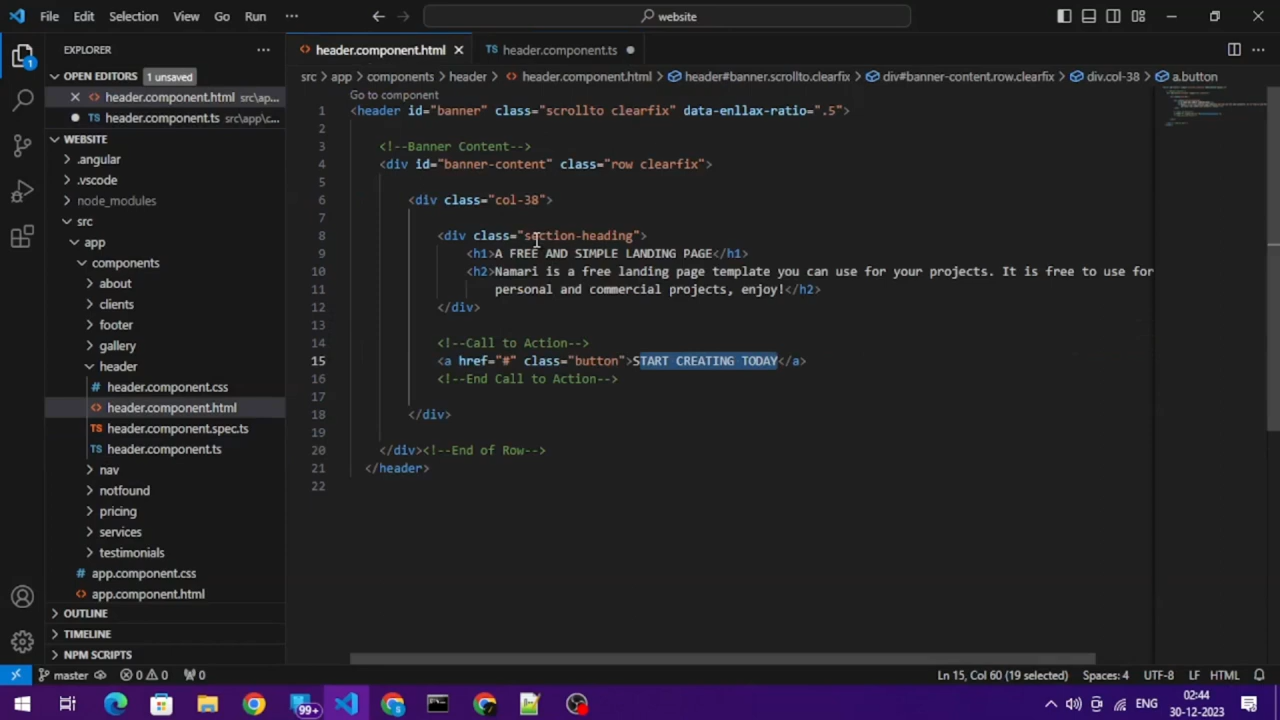 File Edit Selection View Go Run ··· website
EXPLORER ···
OPEN EDITORS 1 unsaved
header.component.html src\ap...
header.component.ts src\app\c...
WEBSITE
.angular
.vscode
node_modules
src
app
components
about
clients
footer
gallery
header
header.component.css
header.component.html
header.component.spec.ts
header.component.ts
nav
notfound
pricing
services
testimonials
app.component.css
app.component.html
OUTLINE
TIMELINE
NPM SCRIPTS
header.component.html header.component.ts
src > app > components > header > header.component.html > header#banner.scrollto.clearfix > div#banner-content.row.clearfix > div.col-38 > a.button
Go to component
1 <header id="banner" class="scrollto clearfix" data-enllax-ratio=".5">
2
3 <!--Banner Content-->
4 <div id="banner-content" class="row clearfix">
5
6 <div class="col-38">
7
8 <div class="section-heading">
9 <h1>A FREE AND SIMPLE LANDING PAGE</h1>
10 <h2>Namari is a free landing page template you can use for your projects. It is free to use for
11 personal and commercial projects, enjoy!</h2>
12 </div>
13
14 <!--Call to Action-->
15 <a href="#" class="button">START CREATING TODAY</a>
16 <!--End Call to Action-->
17
18 </div>
19
20 </div><!--End of Row-->
21 </header>
22
master 0 0 0 Ln 15, Col 60 (19 selected) Spaces: 4 UTF-8 LF HTML
99+ ENG 02:44
30-12-2023